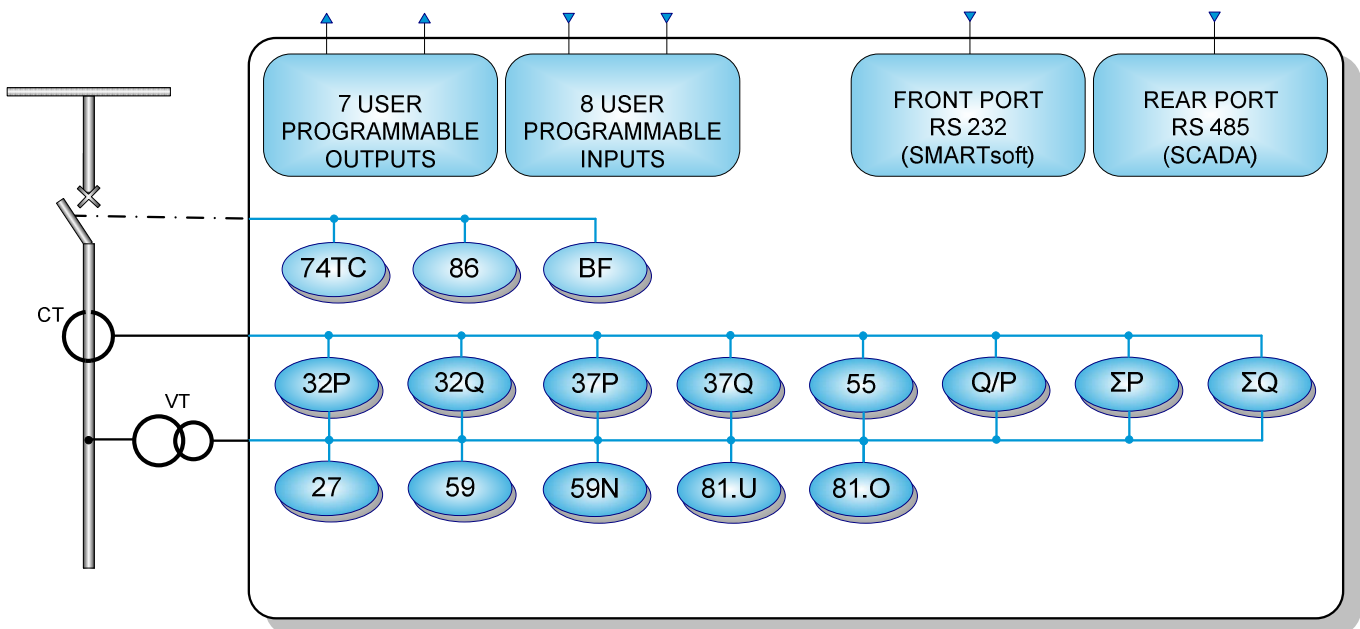 7 USER
PROGRAMMABLE
OUTPUTS
8 USER
PROGRAMMABLE
INPUTS
FRONT PORT
RS 232
(SMARTsoft)
REAR PORT
RS 485
(SCADA)
74TC
86
BF
CT
32P
32Q
37P
37Q
55
Q/P
ΣP
ΣQ
VT
27
59
59N
81.U
81.O